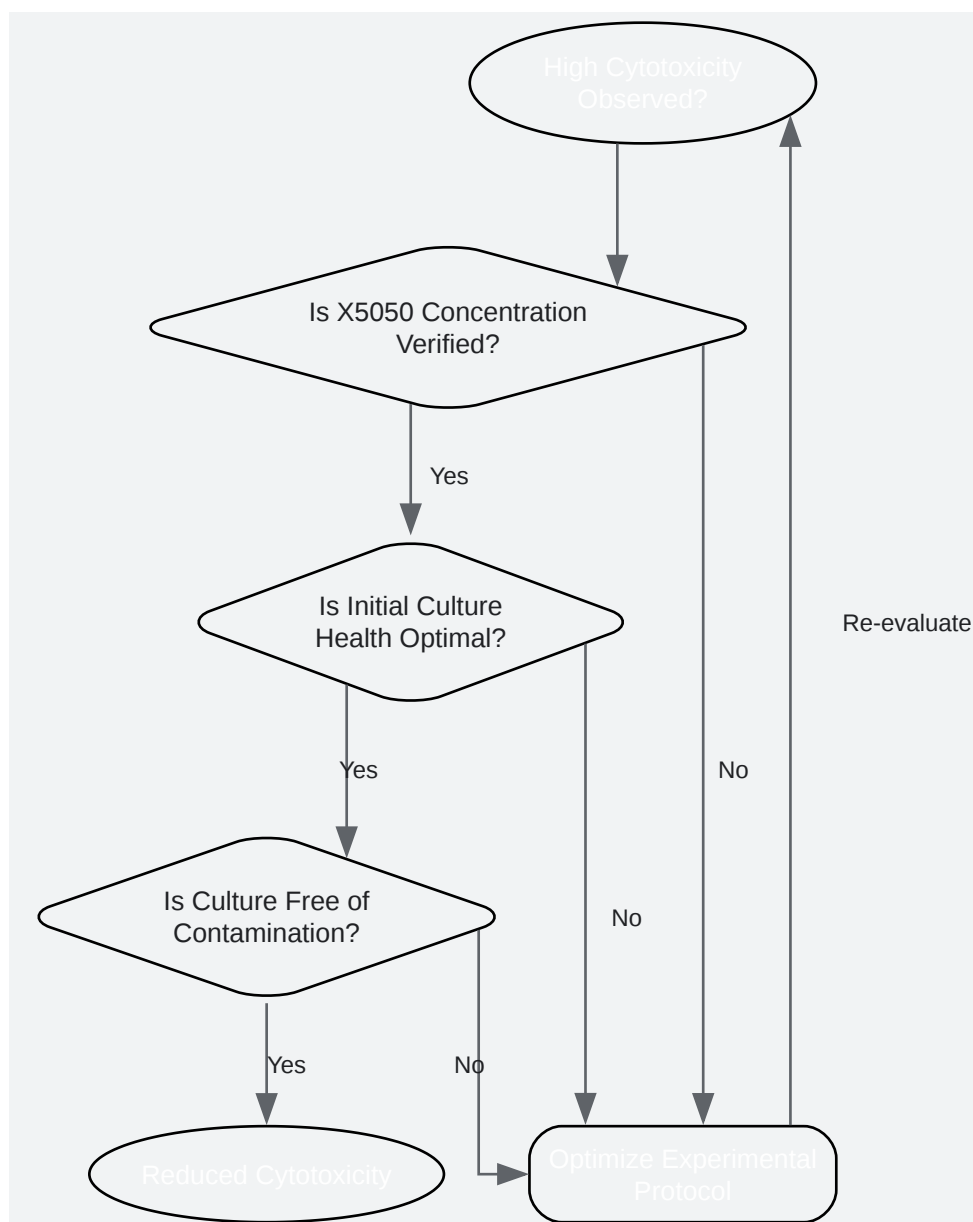 High Cytotoxicity
Observed?
Is X5050 Concentration
Verified?
Yes
Is Initial Culture
Health Optimal?
Re-evaluate
Yes
No
Is Culture Free of
Contamination?
No
Yes
No
Reduced Cytotoxicity
Optimize Experimental
Protocol